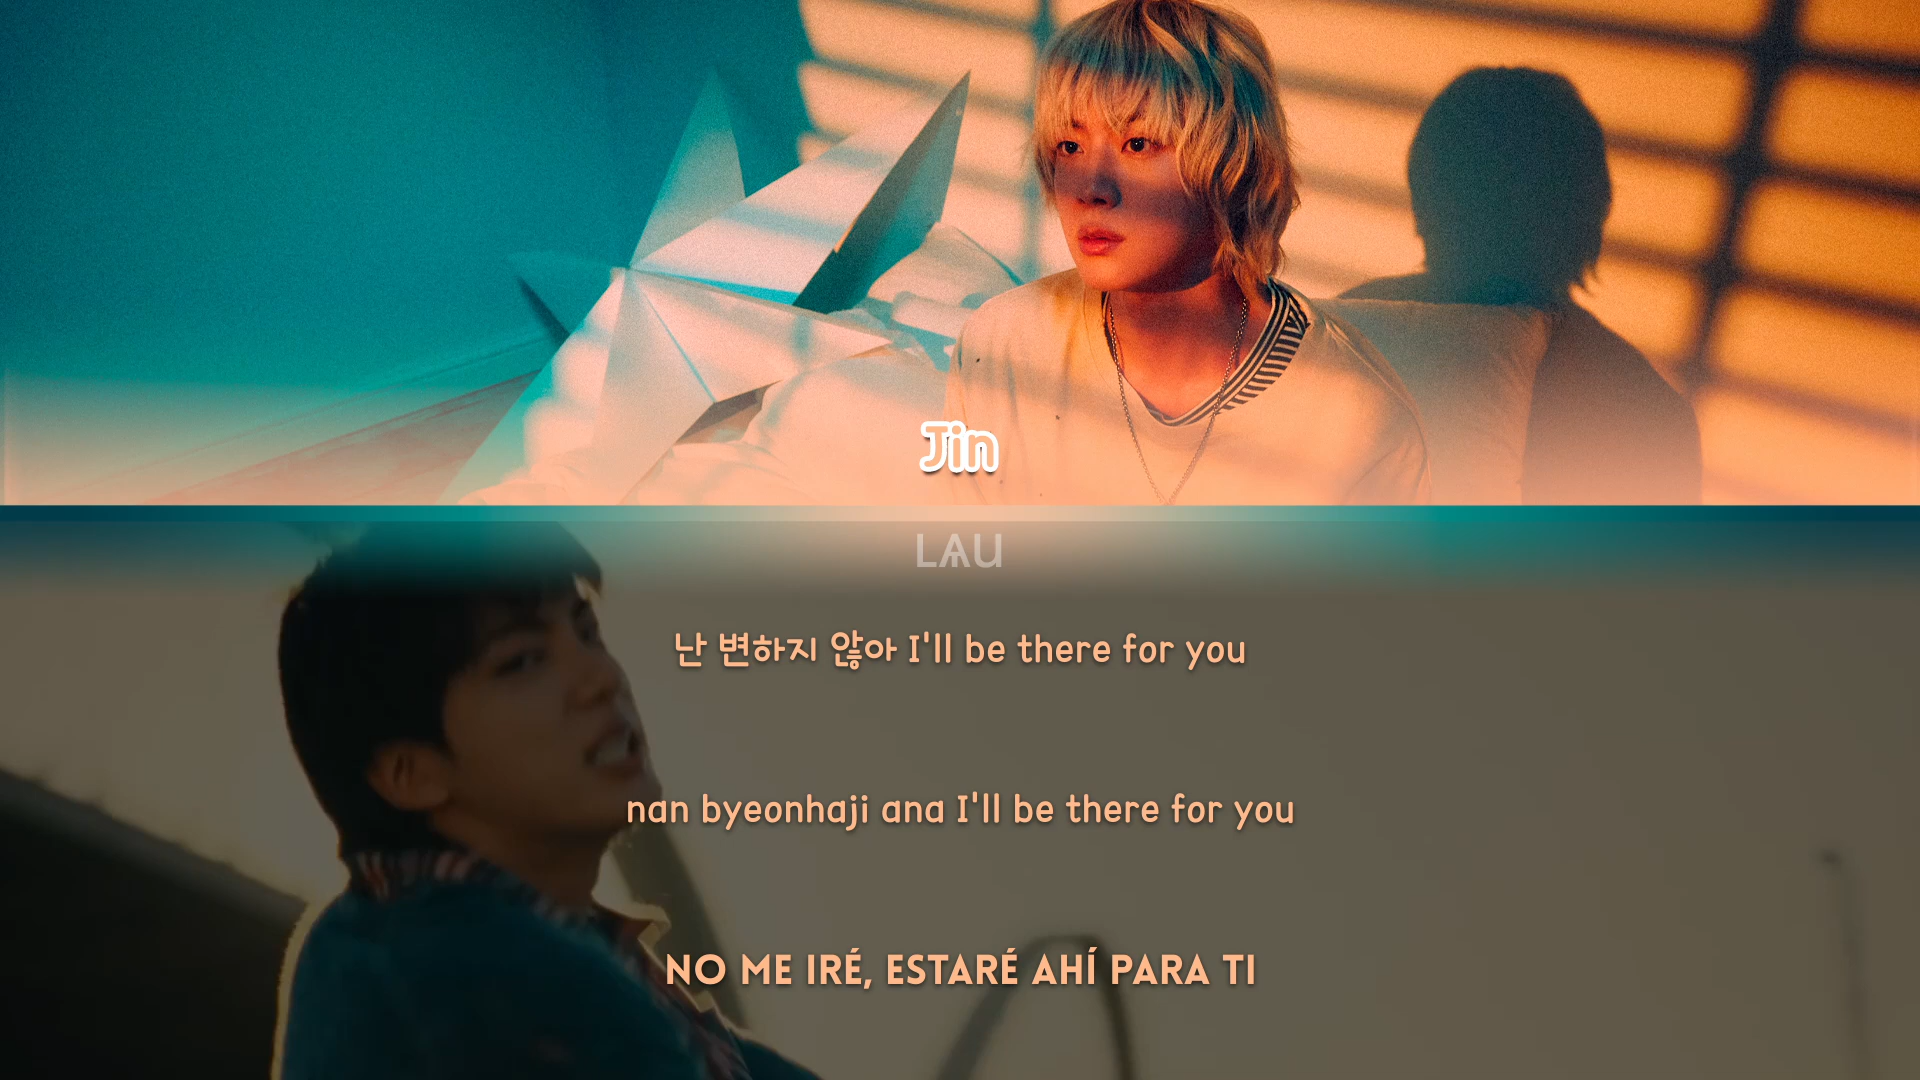 Jin
LAU
난 변하지 않아 I'll be there for you
nan byeonhaji ana I'll be there for you
NO ME IRÉ, ESTARÉ AHÍ PARA TI